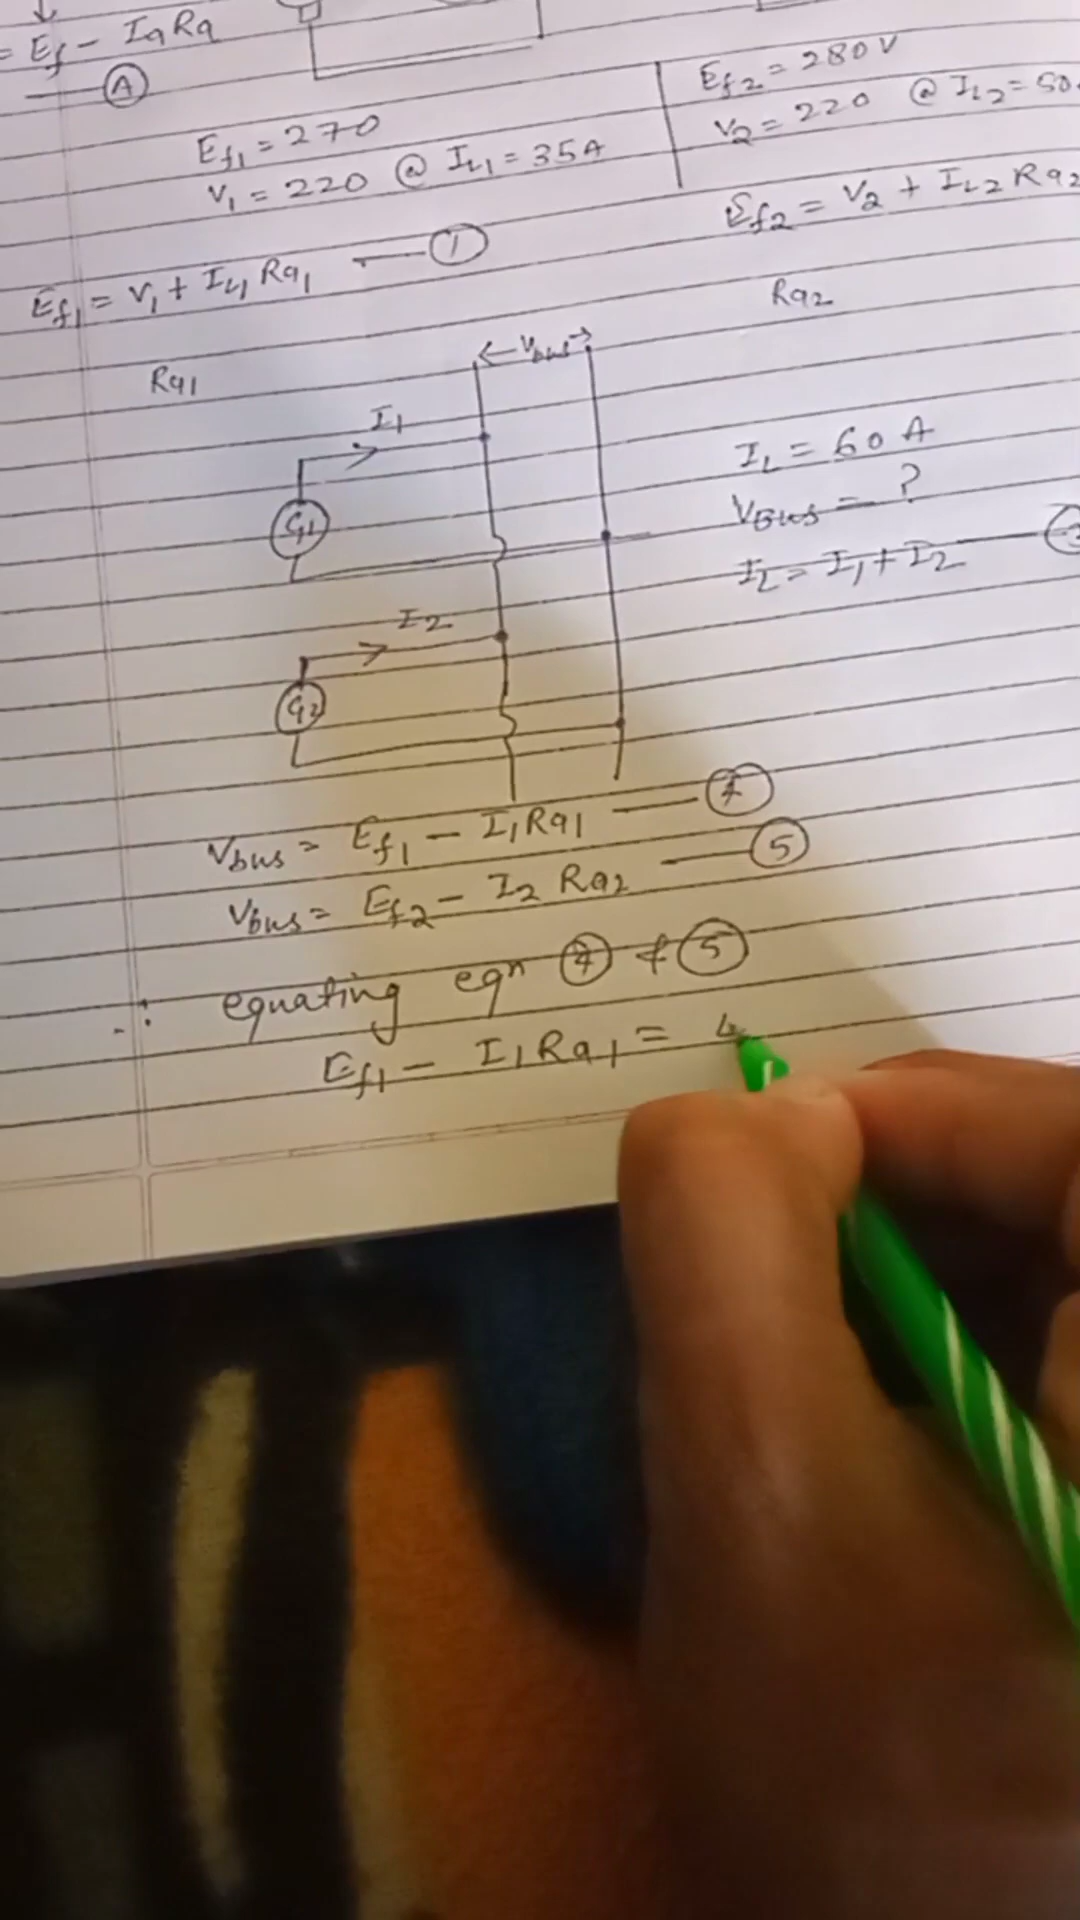 = Ef - IaRa
A
Ef1 = 270
V1 = 220 @ IL1 = 35A
Ef2 = 280 V
V2 = 220 @ IL2 = 50
Ef1 = V1 + IL1 Ra1 — 1
Ef2 = V2 + IL2 Ra2
Ra1
Ra2
Vbus
I1
G1
IL = 60 A
VBus = ?
IL = I1 + I2
I2
G2
Vbus = Ef1 - I1Ra1 — 4
Vbus = Ef2 - I2 Ra2 — 5
∴ equating eqn 4 & 5
Ef1 - I1Ra1 =